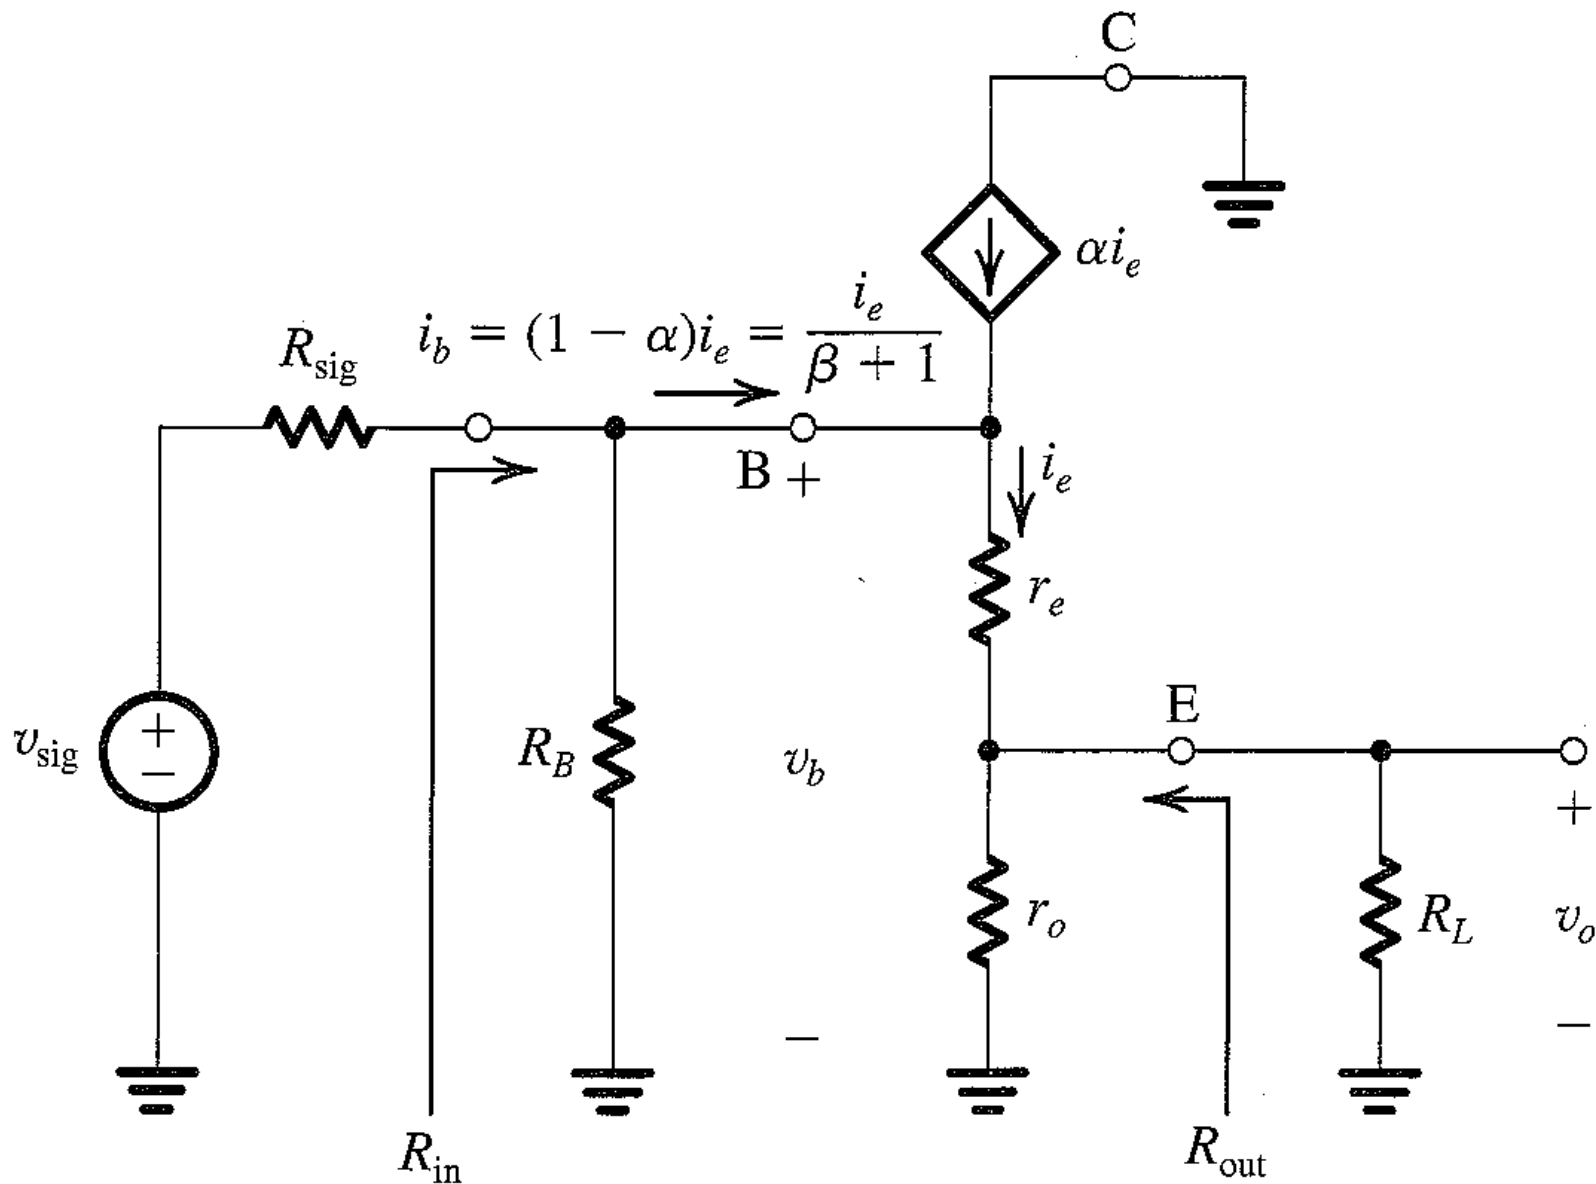 C
αi_e
i_b = (1 − α)i_e = i_e / (β + 1)
R_sig
B +
i_e
r_e
E
+
−
v_sig
R_B
v_b
+
r_o
R_L
v_o
−
−
R_in
R_out